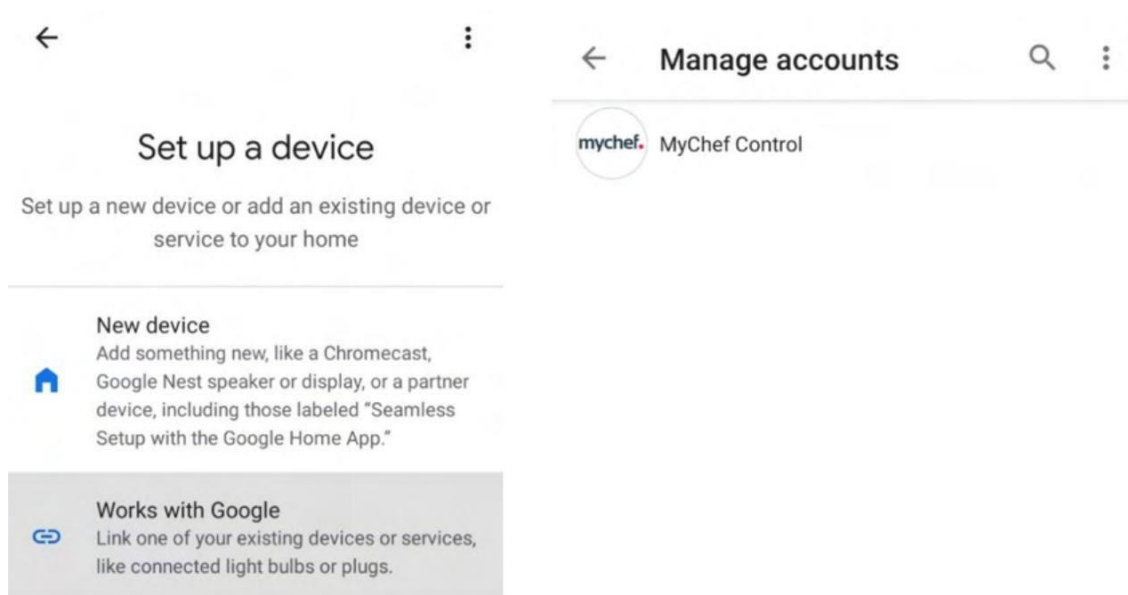 Set up a device
Set up a new device or add an existing device or
service to your home
New device
Add something new, like a Chromecast,
Google Nest speaker or display, or a partner
device, including those labeled “Seamless
Setup with the Google Home App.”
Works with Google
Link one of your existing devices or services,
like connected light bulbs or plugs.
Manage accounts
mychef.
MyChef Control